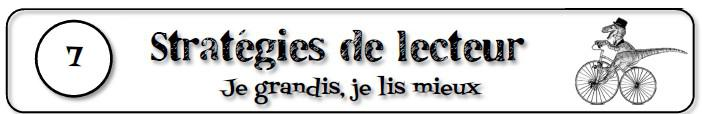 7
Stratégies de lecteur
Je grandis, je lis mieux